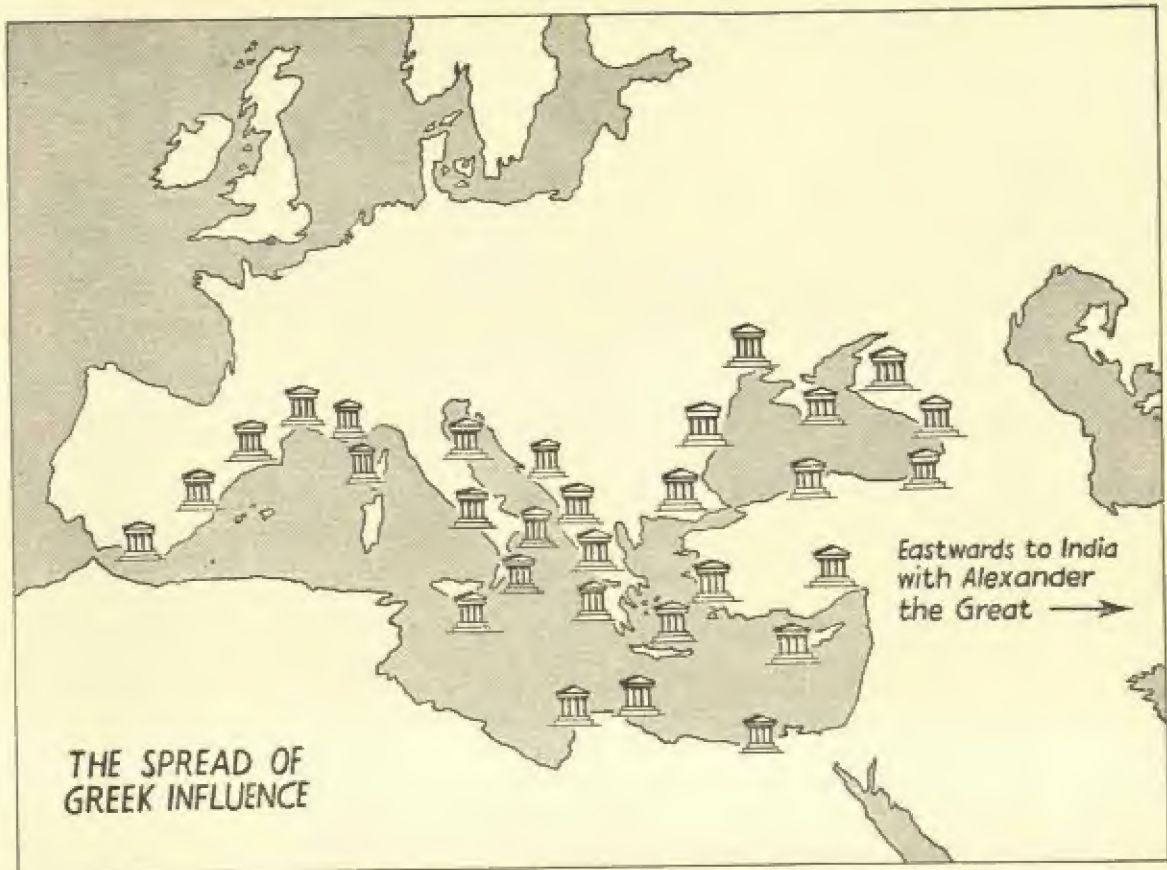 Eastwards to India
with Alexander
the Great
THE SPREAD OF
GREEK INFLUENCE